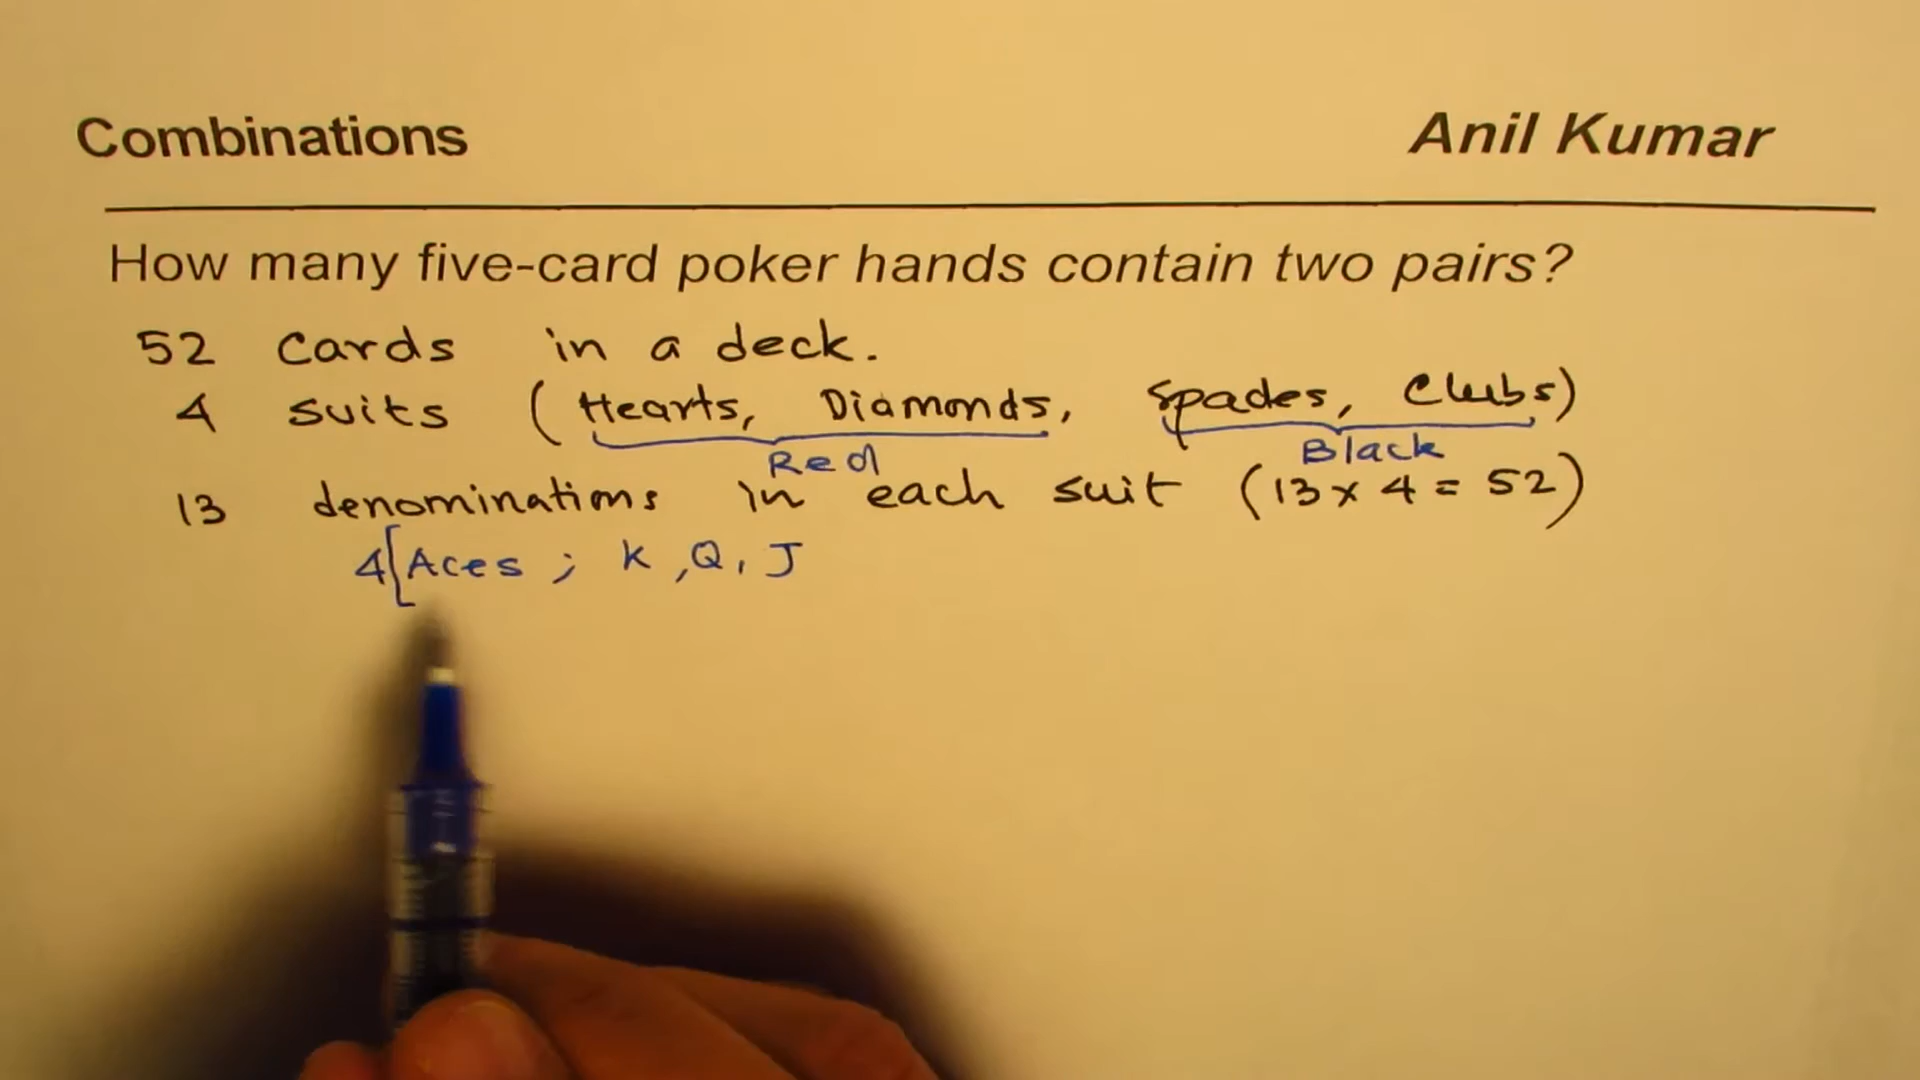 Combinations
Anil Kumar
How many five-card poker hands contain two pairs?
52 Cards in a deck.
4 suits (Hearts, Diamonds, Spades, Clubs)
Red Black
13 denominations in each suit (13 x 4 = 52)
4[Aces ; K, Q, J